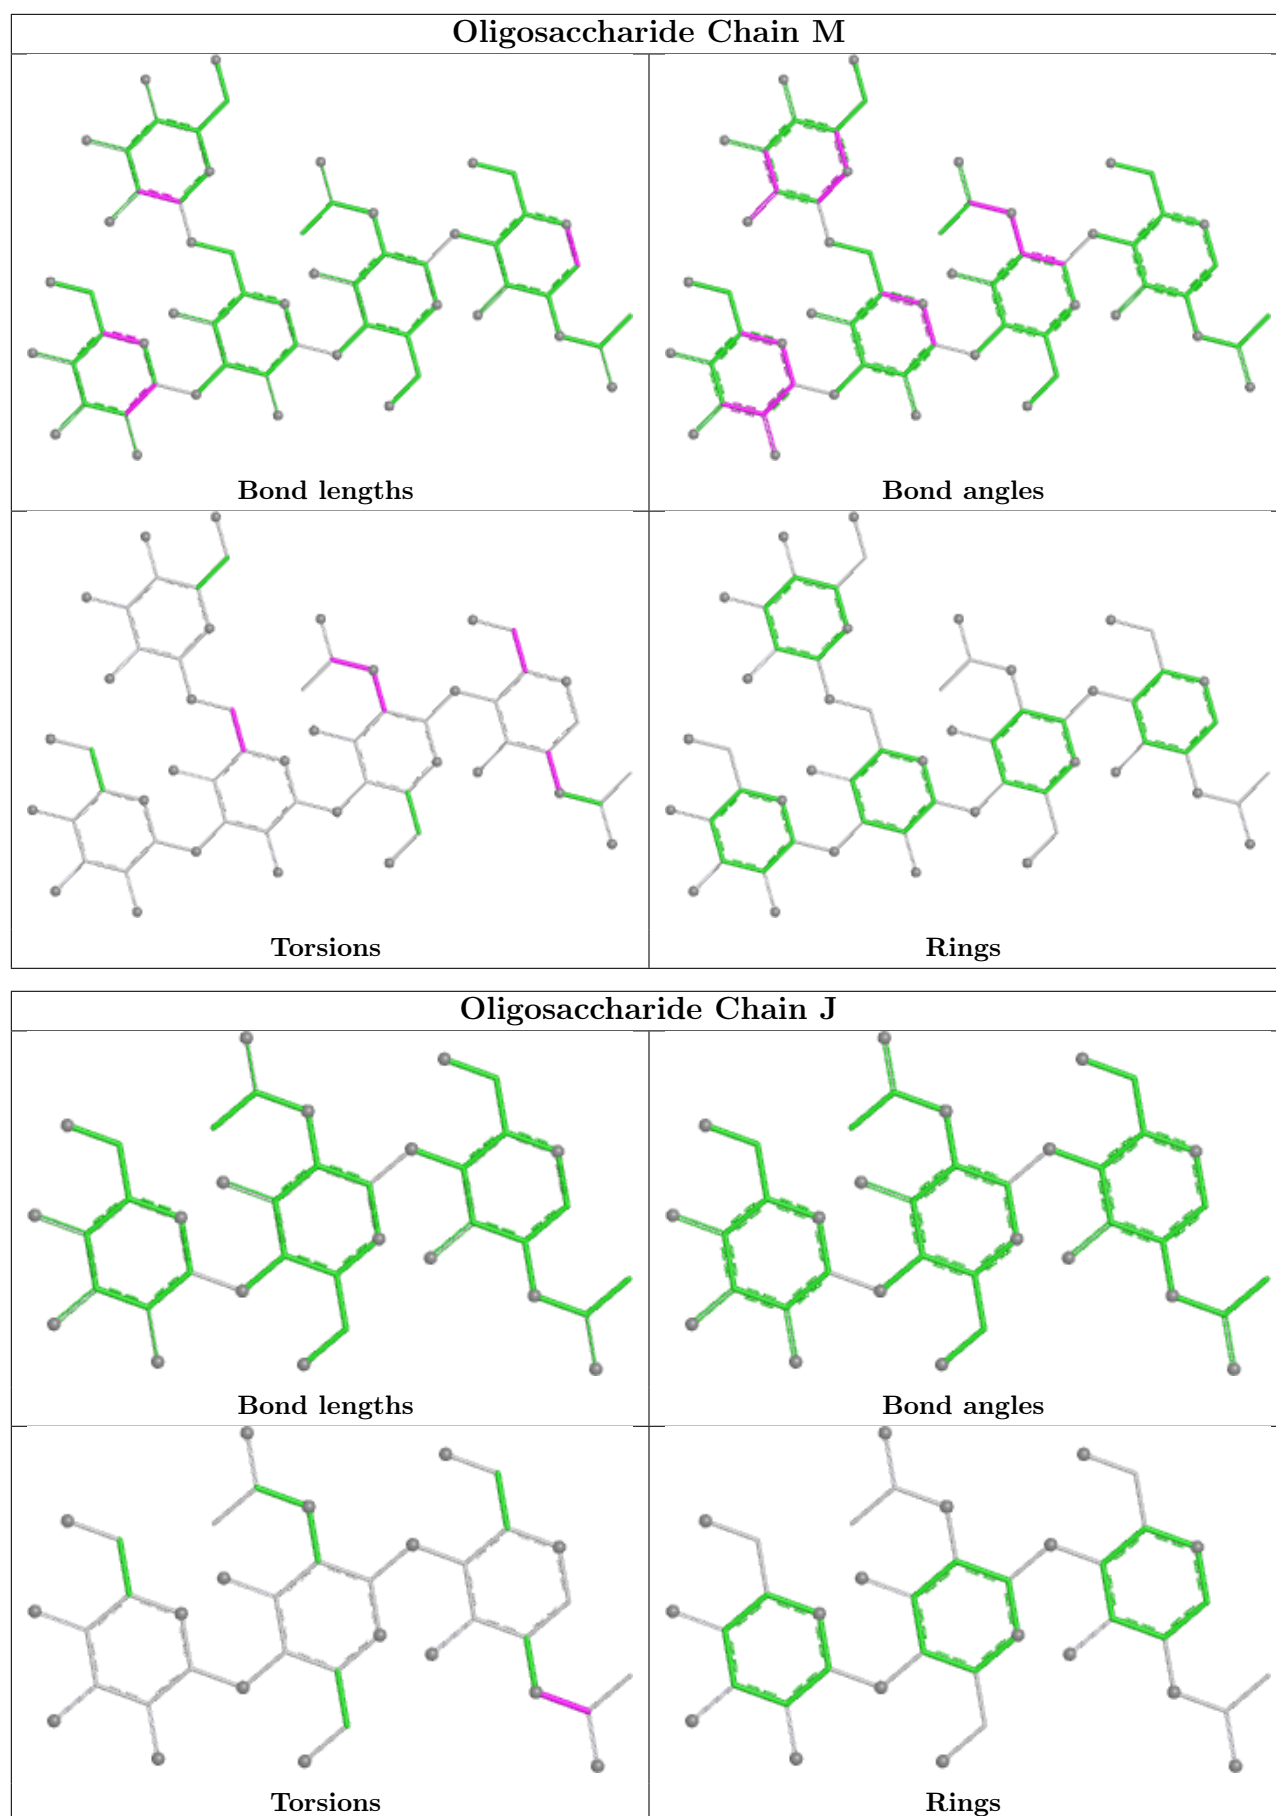 Oligosaccharide Chain M
Bond lengths
Bond angles
Torsions
Rings
Oligosaccharide Chain J
Bond lengths
Bond angles
Torsions
Rings